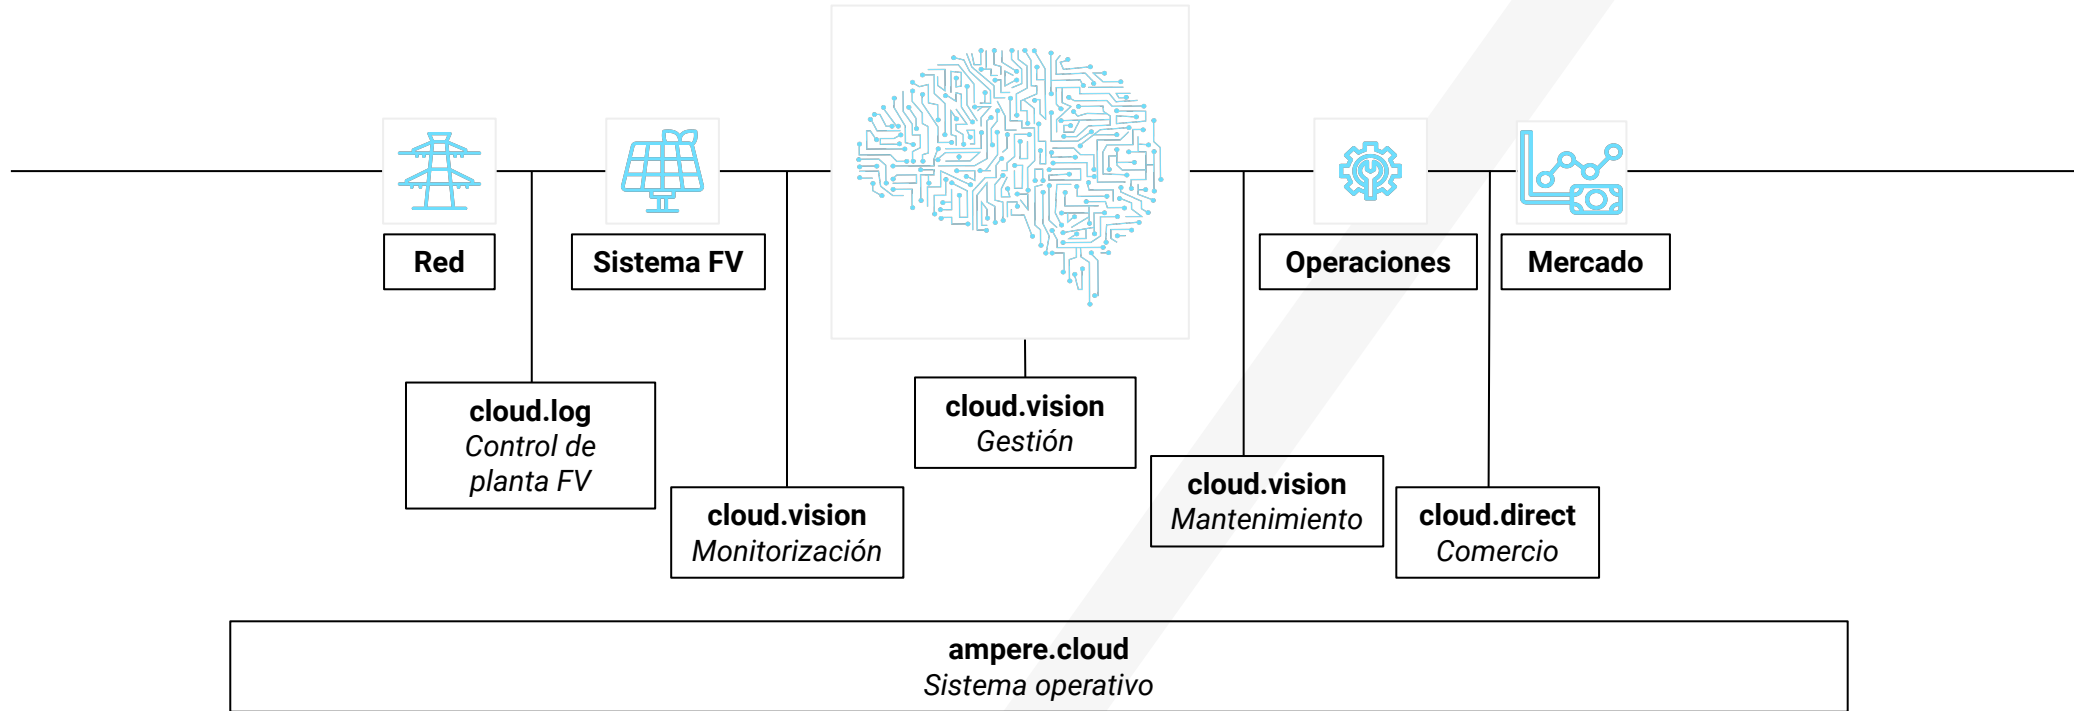 Red
Sistema FV
Operaciones
Mercado
cloud.log
Control de
planta FV
cloud.vision
Monitorización
cloud.vision
Gestión
cloud.vision
Mantenimiento
cloud.direct
Comercio
ampere.cloud
Sistema operativo